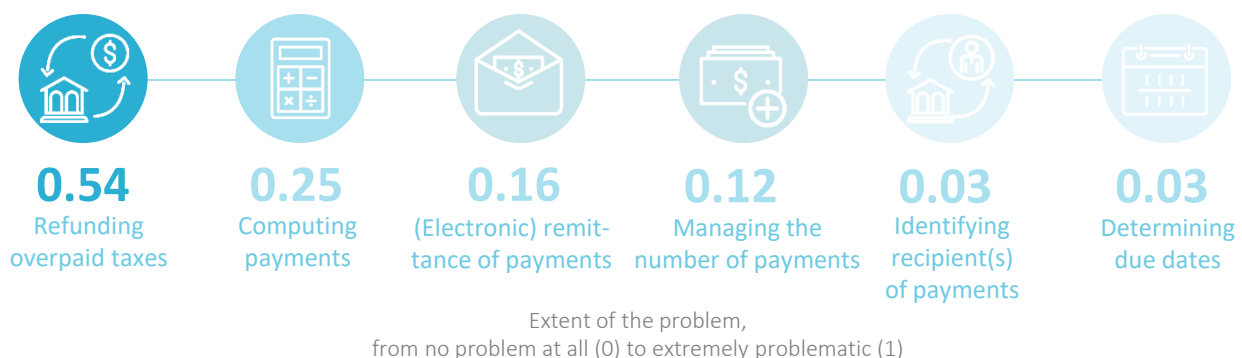 0.54
Refunding
overpaid taxes
0.25
Computing
payments
0.16
(Electronic) remit-
tance of payments
0.12
Managing the
number of payments
0.03
Identifying
recipient(s)
of payments
0.03
Determining
due dates
Extent of the problem,
from no problem at all (0) to extremely problematic (1)